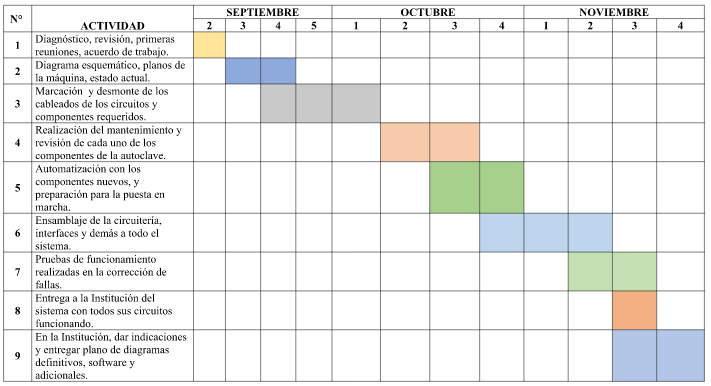 N° ACTIVIDAD SEPTIEMBRE OCTUBRE NOVIEMBRE
2 3 4 5 1 2 3 4 1 2 3 4
1 Diagnóstico, revisión, primeras
reuniones, acuerdo de trabajo.
2 Diagrama esquemático, planos de
la máquina, estado actual.
3 Marcación y desmonte de los
cableados de los circuitos y
componentes requeridos.
4 Realización del mantenimiento y
revisión de cada uno de los
componentes de la autoclave.
5 Automatización con los
componentes nuevos, y
preparación para la puesta en
marcha.
6 Ensamblaje de la circuitería,
interfaces y demás a todo el
sistema.
7 Pruebas de funcionamiento
realizadas en la corrección de
fallas.
8 Entrega a la Institución del
sistema con todos sus circuitos
funcionando.
9 En la Institución, dar indicaciones
y entregar plano de diagramas
definitivos, software y
adicionales.